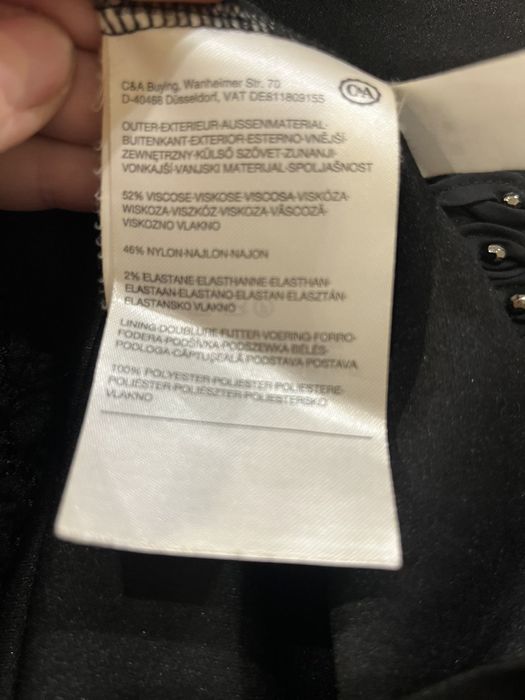 C&A Buying, Wanheimer Str. 70
D-40468 Düsseldorf, VAT DE811809155
C&A
OUTER-EXTERIEUR-AUSSENMATERIAL-
BUITENKANT-EXTERIOR-ESTERNO-VNĚJŠÍ-
ZEWNĘTRZNY-KÜLSŐ SZÖVET-ZUNANJI-
VONKAJŠÍ-VANJSKI MATERIJAL-SPOLJAŠNOST
52% VISCOSE-VISKOSE-VISCOSA-VISKÓZA-
WISKOZA-VISZKÓZ-VISKOZA-VÂSCOZĂ-
VISKOZNO VLAKNO
46% NYLON-NAJLON-NAJON
2% ELASTANE-ELASTHANNE-ELASTHAN-
ELASTAAN-ELASTANO-ELASTAN-ELASZTÁN-
ELASTANSKO VLAKNO
LINING-DOUBLURE-FUTTER-VOERING-FORRO-
FODERA-PODŠÍVKA-PODSZEWKA-BÉLÉS-
PODLOGA-CĂPTUŞEALĂ-PODSTAVA-POSTAVA
100% POLYESTER-POLIESTER-POLIESTERE-
POLIÉSTER-POLIÉSZTER-POLIESTERSKO
VLAKNO